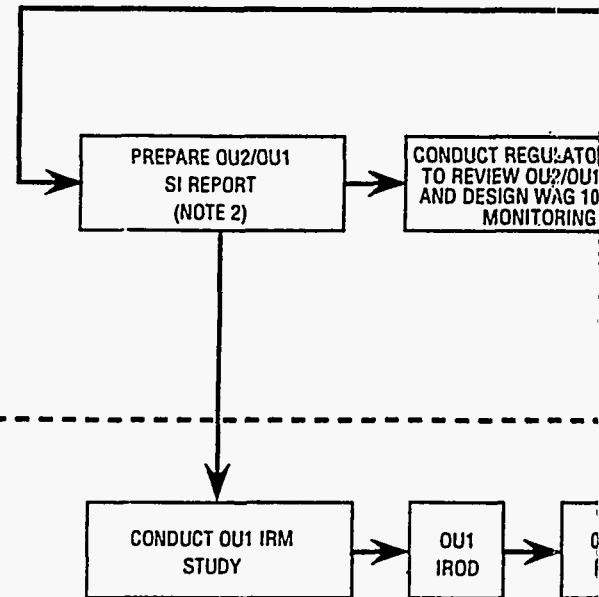 PREPARE OU2/OU1
SI REPORT
(NOTE 2)
CONDUCT
TO REVIEW OU2/OU1
AND DESIGN WAG 10
MONITORING
CONDUCT OU1 IRM
STUDY
OU1
IROD